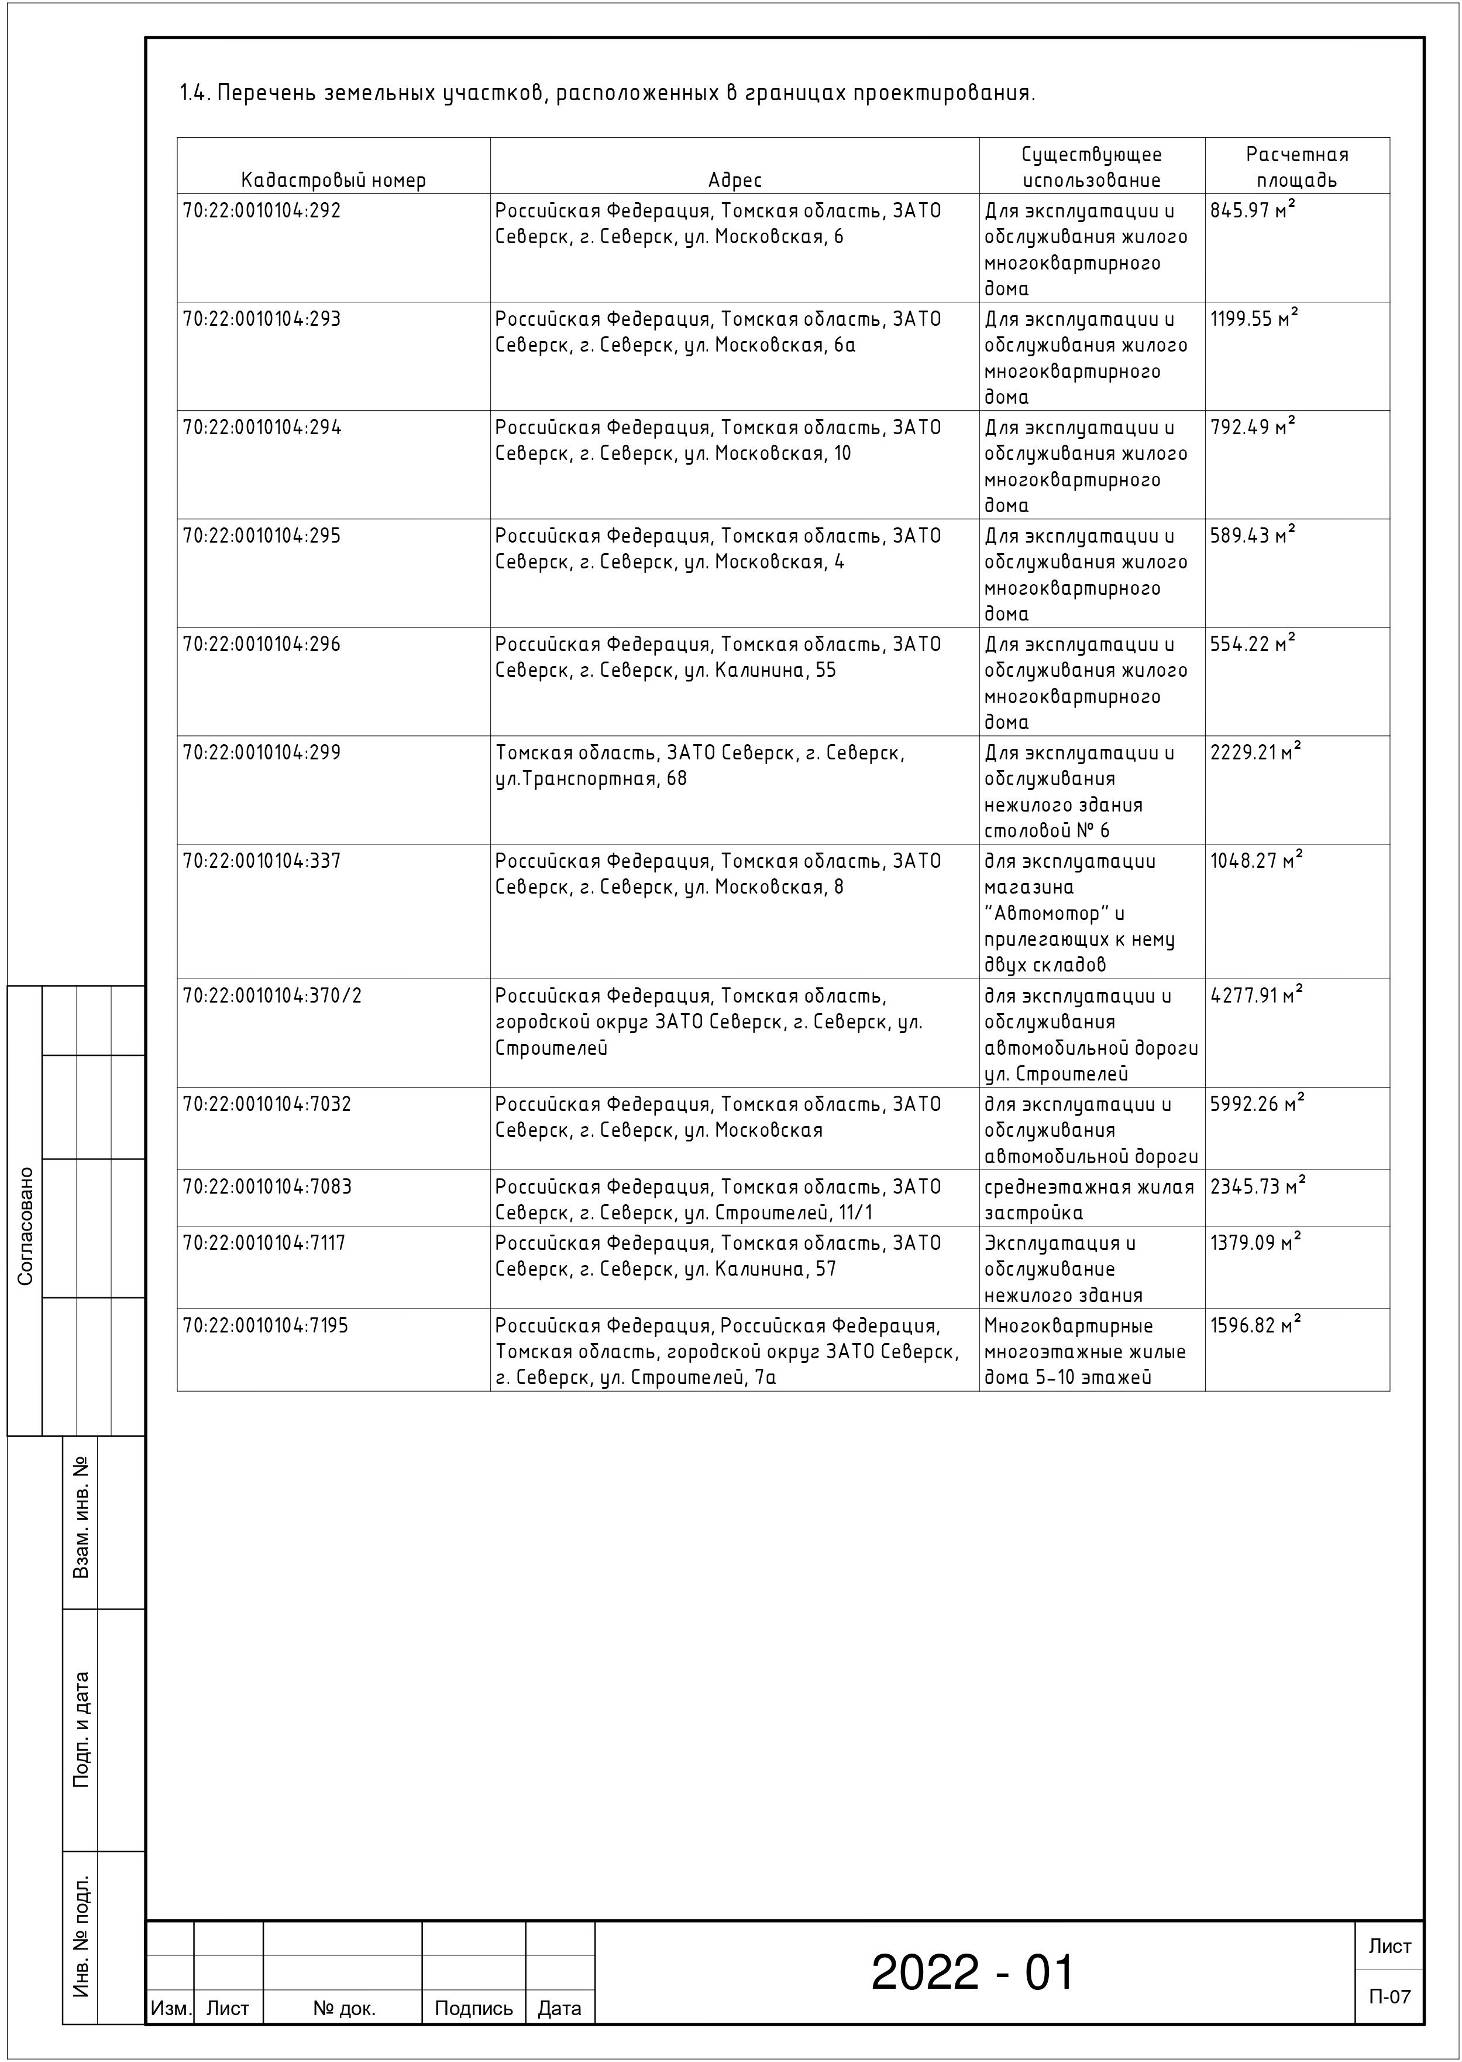 1.4. Перечень земельных участков, расположенных в границах проектирования.
Кадастровый номер
Адрес
Существующее
использование
Расчетная
площадь
70:22:0010104:292
Российская Федерация, Томская область, ЗАТО
Северск, г. Северск, ул. Московская, 6
Для эксплуатации и
обслуживания жилого
многоквартирного
дома
845.97 м²
70:22:0010104:293
Российская Федерация, Томская область, ЗАТО
Северск, г. Северск, ул. Московская, 6а
Для эксплуатации и
обслуживания жилого
многоквартирного
дома
1199.55 м²
70:22:0010104:294
Российская Федерация, Томская область, ЗАТО
Северск, г. Северск, ул. Московская, 10
Для эксплуатации и
обслуживания жилого
многоквартирного
дома
792.49 м²
70:22:0010104:295
Российская Федерация, Томская область, ЗАТО
Северск, г. Северск, ул. Московская, 4
Для эксплуатации и
обслуживания жилого
многоквартирного
дома
589.43 м²
70:22:0010104:296
Российская Федерация, Томская область, ЗАТО
Северск, г. Северск, ул. Калинина, 55
Для эксплуатации и
обслуживания жилого
многоквартирного
дома
554.22 м²
70:22:0010104:299
Томская область, ЗАТО Северск, г. Северск,
ул.Транспортная, 68
Для эксплуатации и
обслуживания
нежилого здания
столовой № 6
2229.21 м²
70:22:0010104:337
Российская Федерация, Томская область, ЗАТО
Северск, г. Северск, ул. Московская, 8
для эксплуатации
магазина
"Автомотор" и
прилегающих к нему
двух складов
1048.27 м²
70:22:0010104:370/2
Российская Федерация, Томская область,
городской округ ЗАТО Северск, г. Северск, ул.
Строителей
для эксплуатации и
обслуживания
автомобильной дороги
ул. Строителей
4277.91 м²
70:22:0010104:7032
Российская Федерация, Томская область, ЗАТО
Северск, г. Северск, ул. Московская
для эксплуатации и
обслуживания
автомобильной дороги
5992.26 м²
70:22:0010104:7083
Российская Федерация, Томская область, ЗАТО
Северск, г. Северск, ул. Строителей, 11/1
среднеэтажная жилая
застройка
2345.73 м²
70:22:0010104:7117
Российская Федерация, Томская область, ЗАТО
Северск, г. Северск, ул. Калинина, 57
Эксплуатация и
обслуживание
нежилого здания
1379.09 м²
70:22:0010104:7195
Российская Федерация, Российская Федерация,
Томская область, городской округ ЗАТО Северск,
г. Северск, ул. Строителей, 7а
Многоквартирные
многоэтажные жилые
дома 5-10 этажей
1596.82 м²
Согласовано
Взам. инв. №
Подп. и дата
Инв. № подл.
Изм.
Лист
№ док.
Подпись
Дата
2022 - 01
Лист
П-07